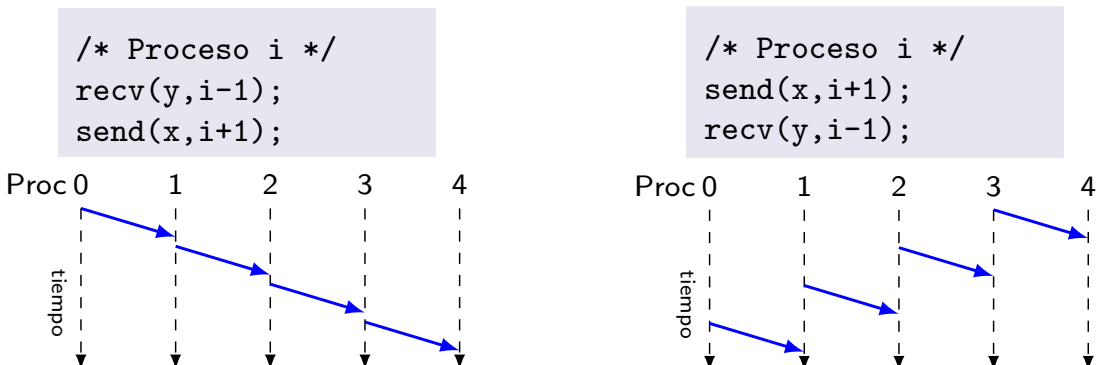 /* Proceso i */
recv(y,i-1);
send(x,i+1);
Proc 0 1 2 3 4
tiempo
/* Proceso i */
send(x,i+1);
recv(y,i-1);
Proc 0 1 2 3 4
tiempo